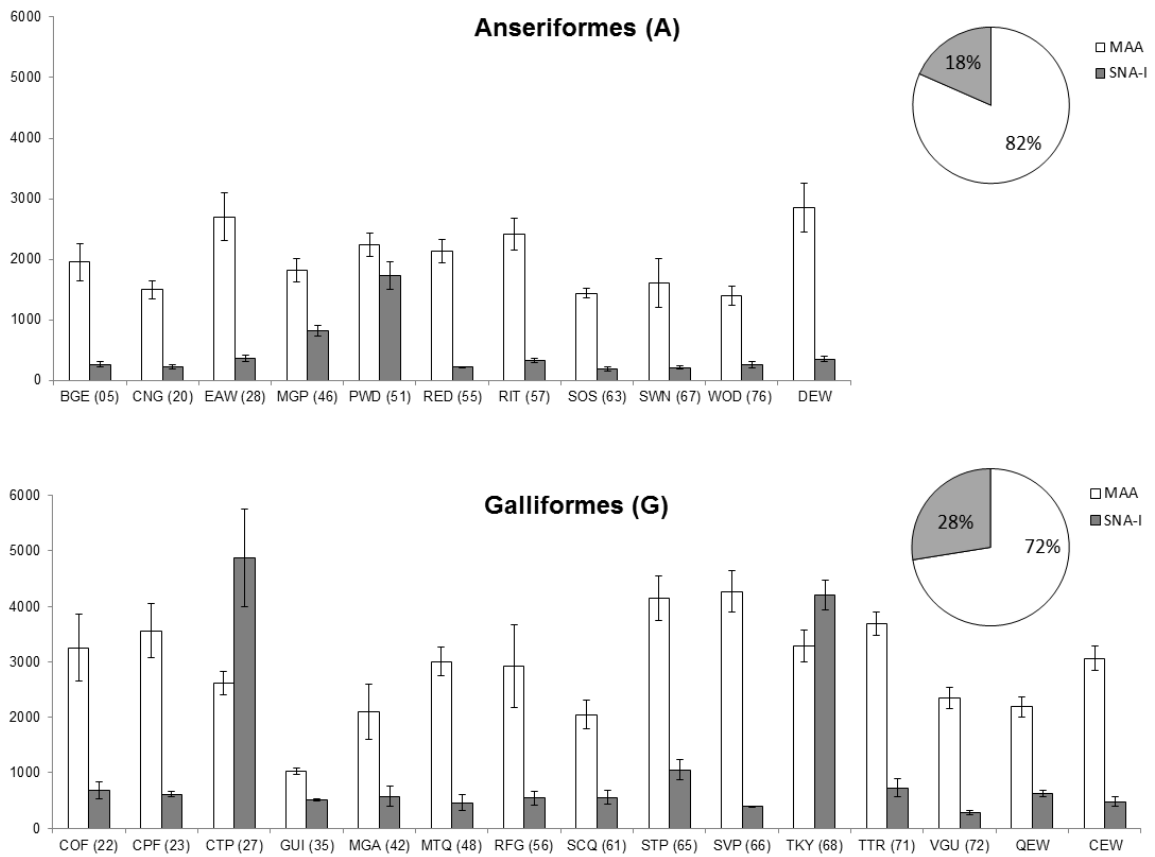 Anseriformes (A)
6000
5000
4000
3000
2000
1000
0
BGE (05) CNG (20) EAW (28) MGP (46) PWD (51) RED (55) RIT (57) SOS (63) SWN (67) WOD (76) DEW
18%
82%
MAA
SNA-I
Galliformes (G)
6000
5000
4000
3000
2000
1000
0
COF (22) CPF (23) CTP (27) GUI (35) MGA (42) MTQ (48) RFG (56) SCQ (61) STP (65) SVP (66) TKY (68) TTR (71) VGU (72) QEW CEW
28%
72%
MAA
SNA-I